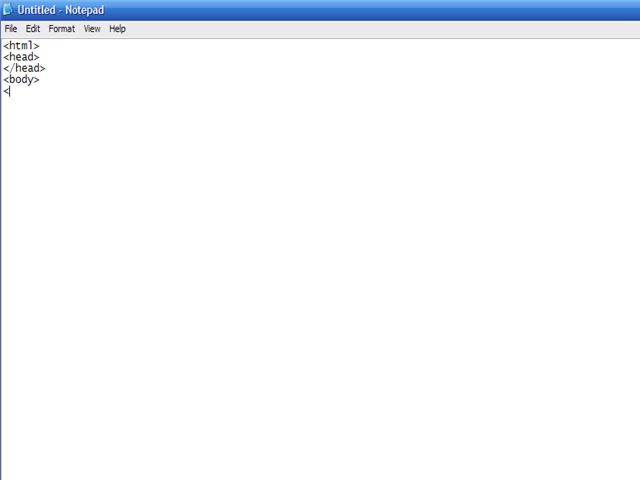 Untitled - Notepad
File Edit Format View Help
<html>
<head>
</head>
<body>
<